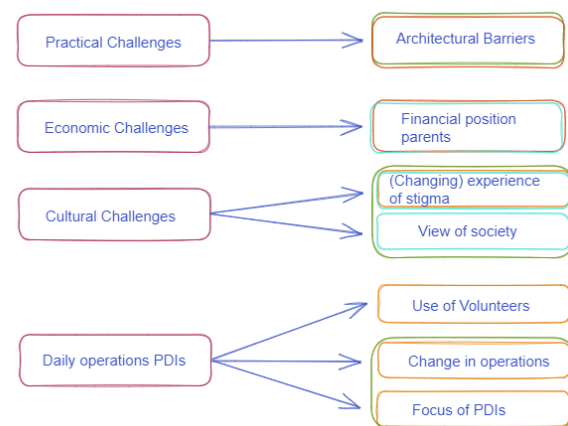 Practical Challenges
Architectural Barriers
Economic Challenges
Financial position
parents
Cultural Challenges
(Changing) experience
of stigma
View of society
Daily operations PDIs
Use of Volunteers
Change in operations
Focus of PDIs